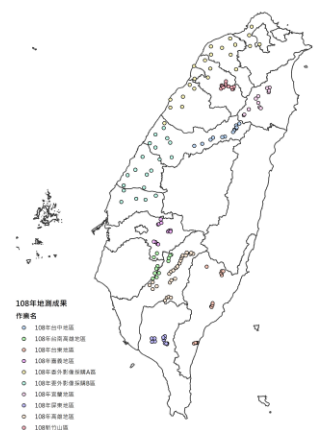 108年地測成果
作業名
108年台中地區
108年台南高雄地區
108年台東地區
108年嘉義地區
108年委外影像採購A區
108年委外影像採購B區
108年宜蘭地區
108年屏東地區
108年高雄地區
108新竹山區